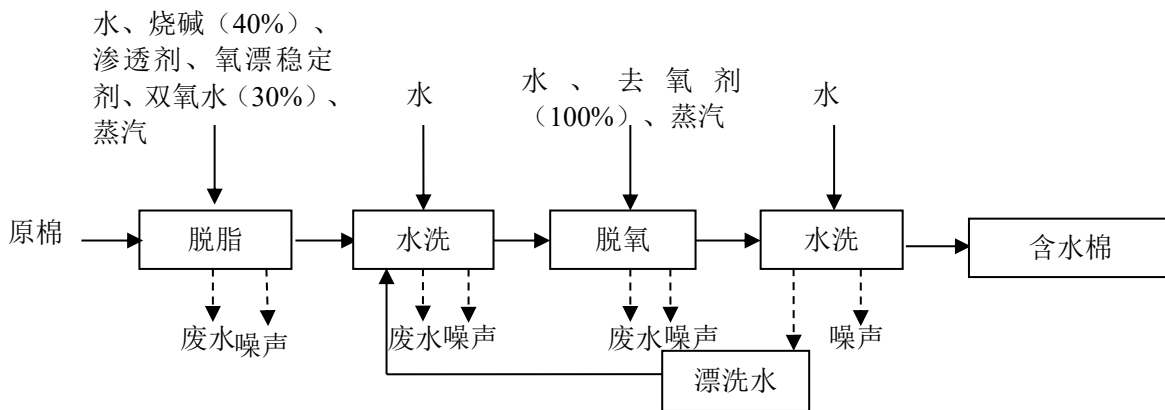 水、烧碱（40%）、
渗透剂、氧漂稳定
剂、双氧水（30%）、
蒸汽
水
水、去氧剂
（100%）、蒸汽
水
原棉
脱脂
水洗
脱氧
水洗
含水棉
废水
噪声
废水
噪声
废水
噪声
噪声
漂洗水